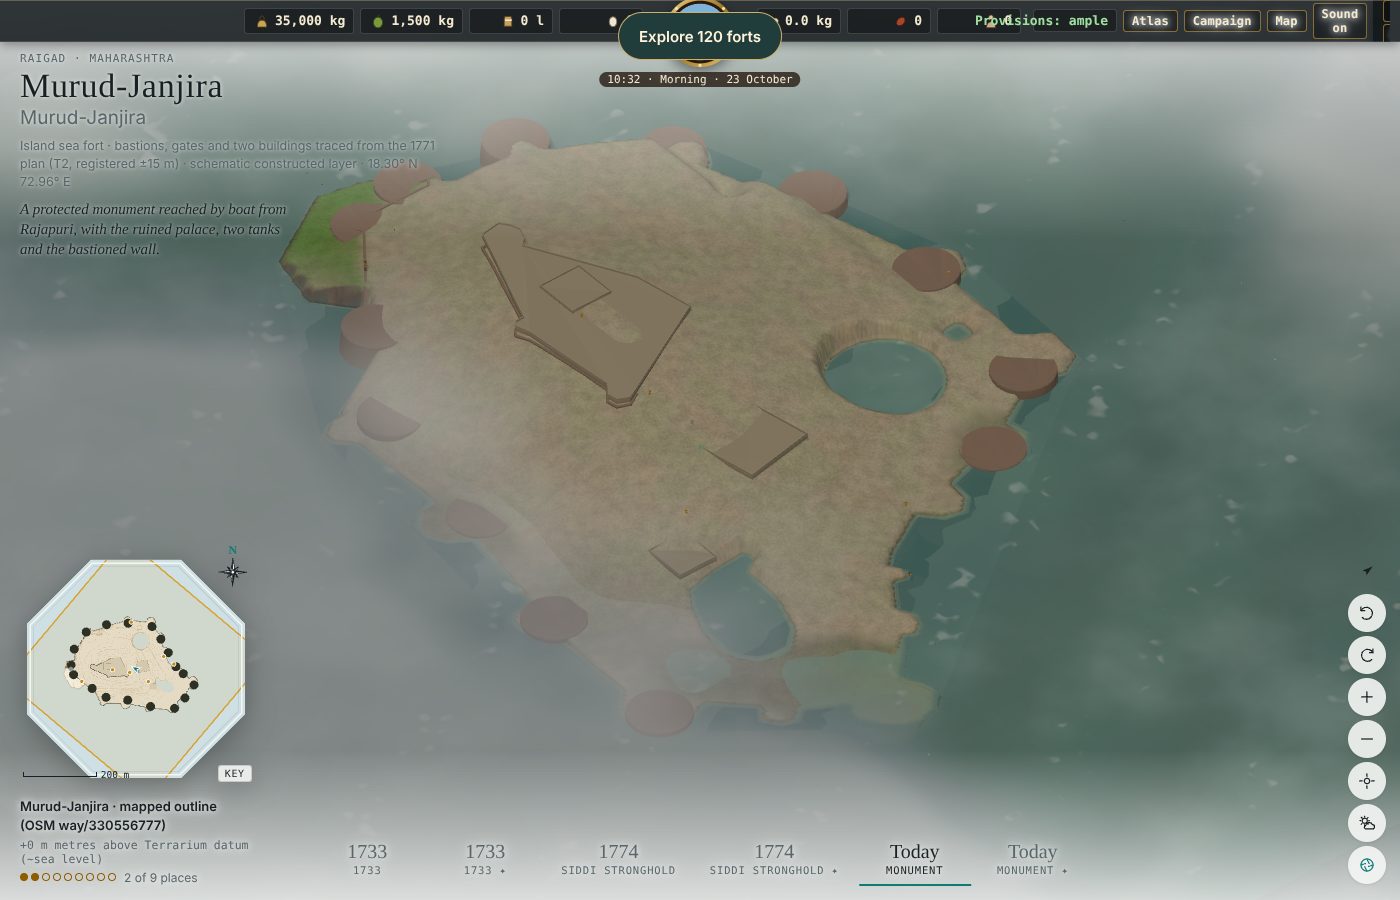 35,000 kg
1,500 kg
0 l
0.0 kg
0
Provisions: ample
Atlas
Campaign
Map
Sound on
Explore 120 forts
10:32 · Morning · 23 October
RAIGAD · MAHARASHTRA
Murud-Janjira
Murud-Janjira
Island sea fort · bastions, gates and two buildings traced from the 1771
plan (T2, registered ±15 m) · schematic constructed layer · 18.30° N
72.96° E
A protected monument reached by boat from
Rajapuri, with the ruined palace, two tanks
and the bastioned wall.
N
200 m
KEY
Murud-Janjira · mapped outline
(OSM way/330556777)
+0 m metres above Terrarium datum
(~sea level)
2 of 9 places
1733
1733
1733
1733 ✦
1774
SIDDI STRONGHOLD
1774
SIDDI STRONGHOLD ✦
Today
MONUMENT
Today
MONUMENT ✦